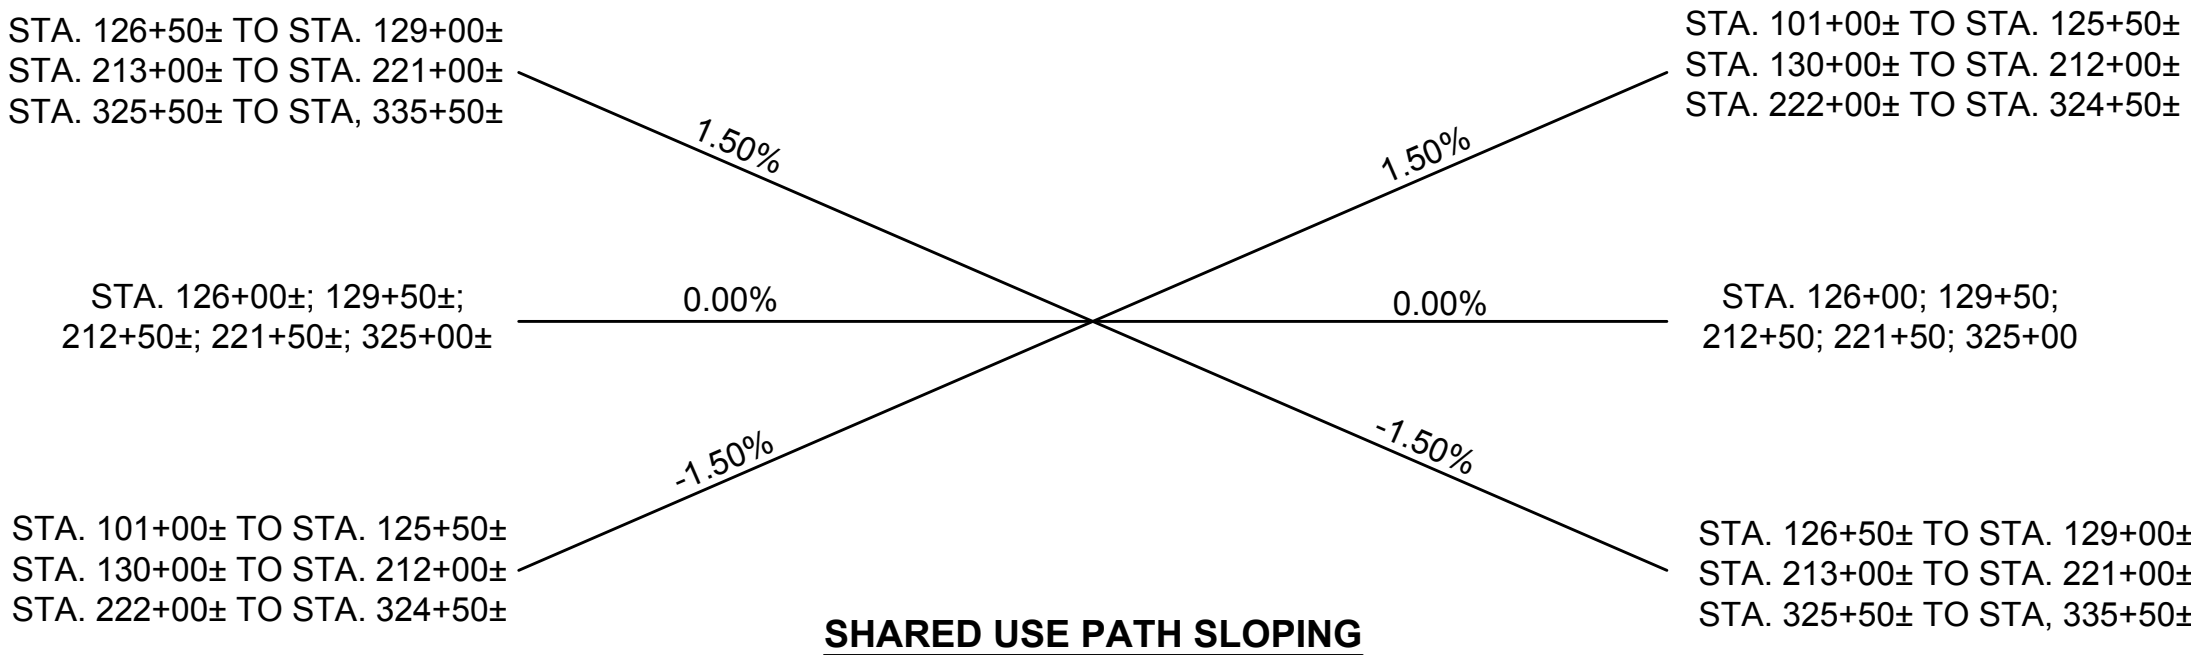 STA. 126+50± TO STA. 129+00±
STA. 213+00± TO STA. 221+00±
STA. 325+50± TO STA, 335+50±
1.50%
STA. 101+00± TO STA. 125+50±
STA. 130+00± TO STA. 212+00±
STA. 222+00± TO STA. 324+50±
1.50%
STA. 126+00±; 129+50±;
212+50±; 221+50±; 325+00±
0.00%
0.00%
STA. 126+00; 129+50;
212+50; 221+50; 325+00
-1.50%
STA. 101+00± TO STA. 125+50±
STA. 130+00± TO STA. 212+00±
STA. 222+00± TO STA. 324+50±
-1.50%
STA. 126+50± TO STA. 129+00±
STA. 213+00± TO STA. 221+00±
STA. 325+50± TO STA, 335+50±
SHARED USE PATH SLOPING